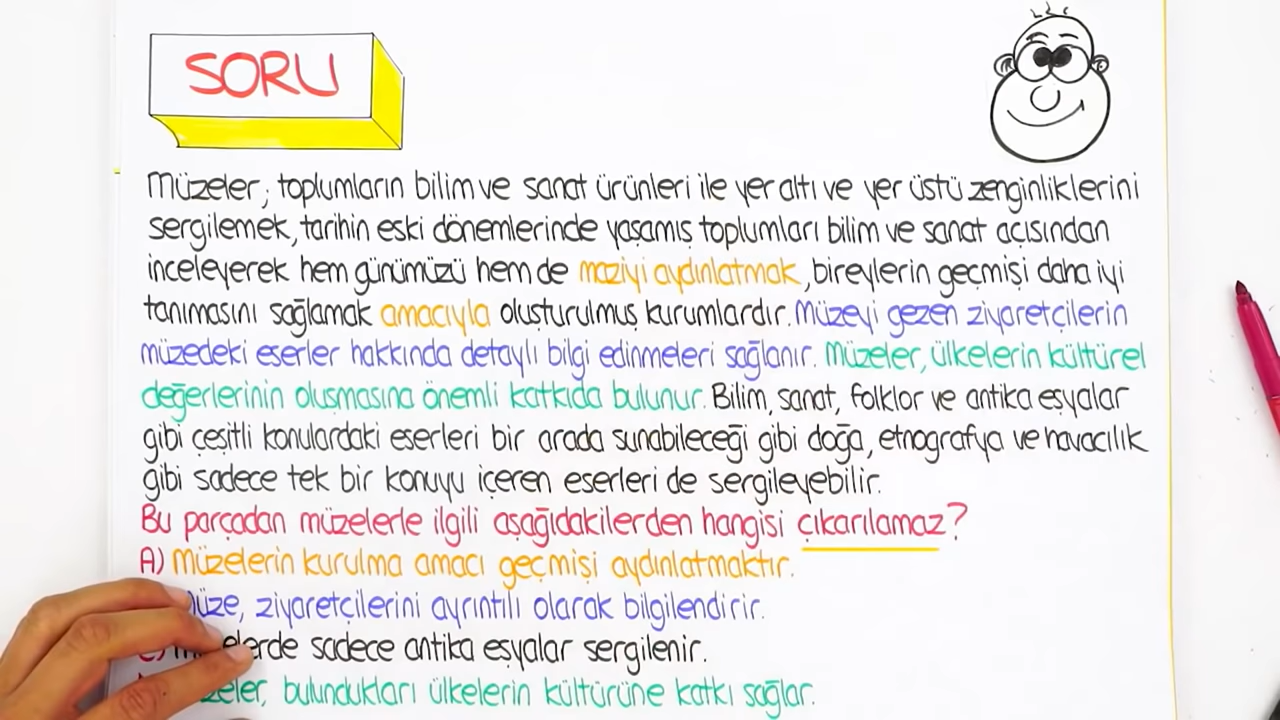 SORU
Müzeler; toplumların bilim ve sanat ürünleri ile yer altı ve yer üstü zenginliklerini
sergilemek, tarihin eski dönemlerinde yaşamış toplumları bilim ve sanat açısından
inceleyerek hem günümüzü hem de maziyi aydınlatmak, bireylerin geçmişi daha iyi
tanımasını sağlamak amacıyla oluşturulmuş kurumlardır. Müzeyi gezen ziyaretçilerin
müzedeki eserler hakkında detaylı bilgi edinmeleri sağlanır. Müzeler, ülkelerin kültürel
değerlerinin oluşmasına önemli katkıda bulunur. Bilim, sanat, folklor ve antika eşyalar
gibi çeşitli konulardaki eserleri bir arada sunabileceği gibi doğa, etnografya ve havacılık
gibi sadece tek bir konuyu içeren eserleri de sergileyebilir.
Bu parçadan müzelerle ilgili aşağıdakilerden hangisi çıkarılamaz?
A) Müzelerin kurulma amacı geçmişi aydınlatmaktır.
ziyaretçilerini ayrıntılı olarak bilgilendirir.
C) sadece antika eşyalar sergilenir.
bulundukları ülkelerin kültürüne katkı sağlar.